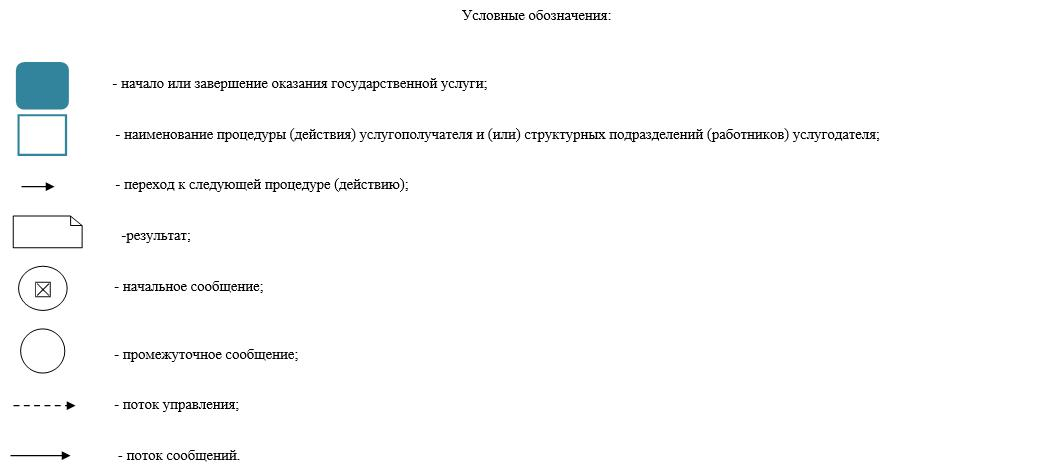 Условные обозначения:
- начало или завершение оказания государственной услуги;
- наименование процедуры (действия) услугополучателя и (или) структурных подразделений (работников) услугодателя;
- переход к следующей процедуре (действию);
-результат;
- начальное сообщение;
- промежуточное сообщение;
- поток управления;
- поток сообщений.